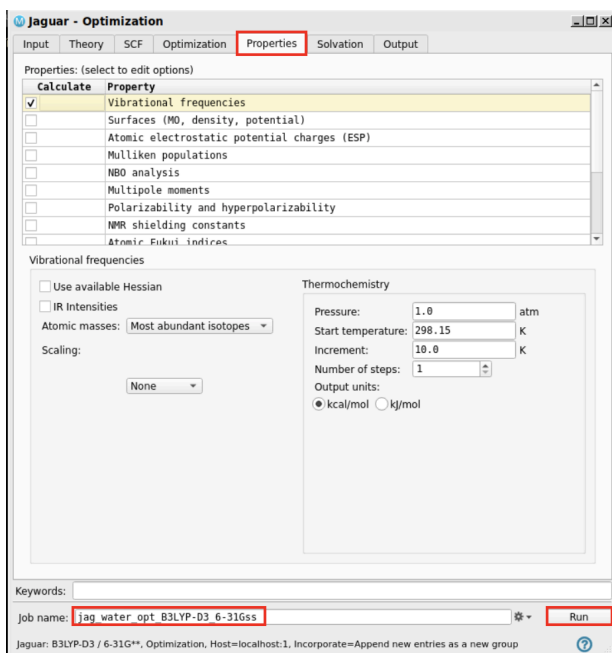 Jaguar - Optimization
Input Theory SCF Optimization Properties Solvation Output
Properties: (select to edit options)
Calculate Property
Vibrational frequencies
Surfaces (MO, density, potential)
Atomic electrostatic potential charges (ESP)
Mulliken populations
NBO analysis
Multipole moments
Polarizability and hyperpolarizability
NMR shielding constants
Atomic Fukui indices
Vibrational frequencies
Use available Hessian
IR Intensities
Atomic masses: Most abundant isotopes
Scaling:
None
Thermochemistry
Pressure: 1.0 atm
Start temperature: 298.15 K
Increment: 10.0 K
Number of steps: 1
Output units:
kcal/mol kJ/mol
Keywords:
Job name: jag_water_opt_B3LYP-D3_6-31Gss Run
Jaguar: B3LYP-D3 / 6-31G**, Optimization, Host=localhost:1, Incorporate=Append new entries as a new group